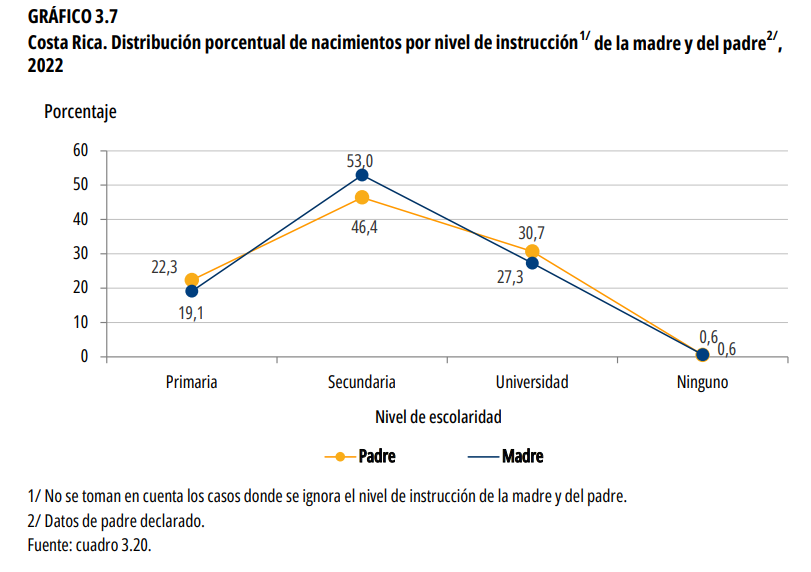 GRÁFICO 3.7
Costa Rica. Distribución porcentual de nacimientos por nivel de instrucción1/ de la madre y del padre2/,
2022
Porcentaje
60
50
40
30
20
10
0
22,3
19,1
53,0
46,4
30,7
27,3
0,6
0,6
Primaria
Secundaria
Universidad
Ninguno
Nivel de escolaridad
Padre
Madre
1/ No se toman en cuenta los casos donde se ignora el nivel de instrucción de la madre y del padre.
2/ Datos de padre declarado.
Fuente: cuadro 3.20.